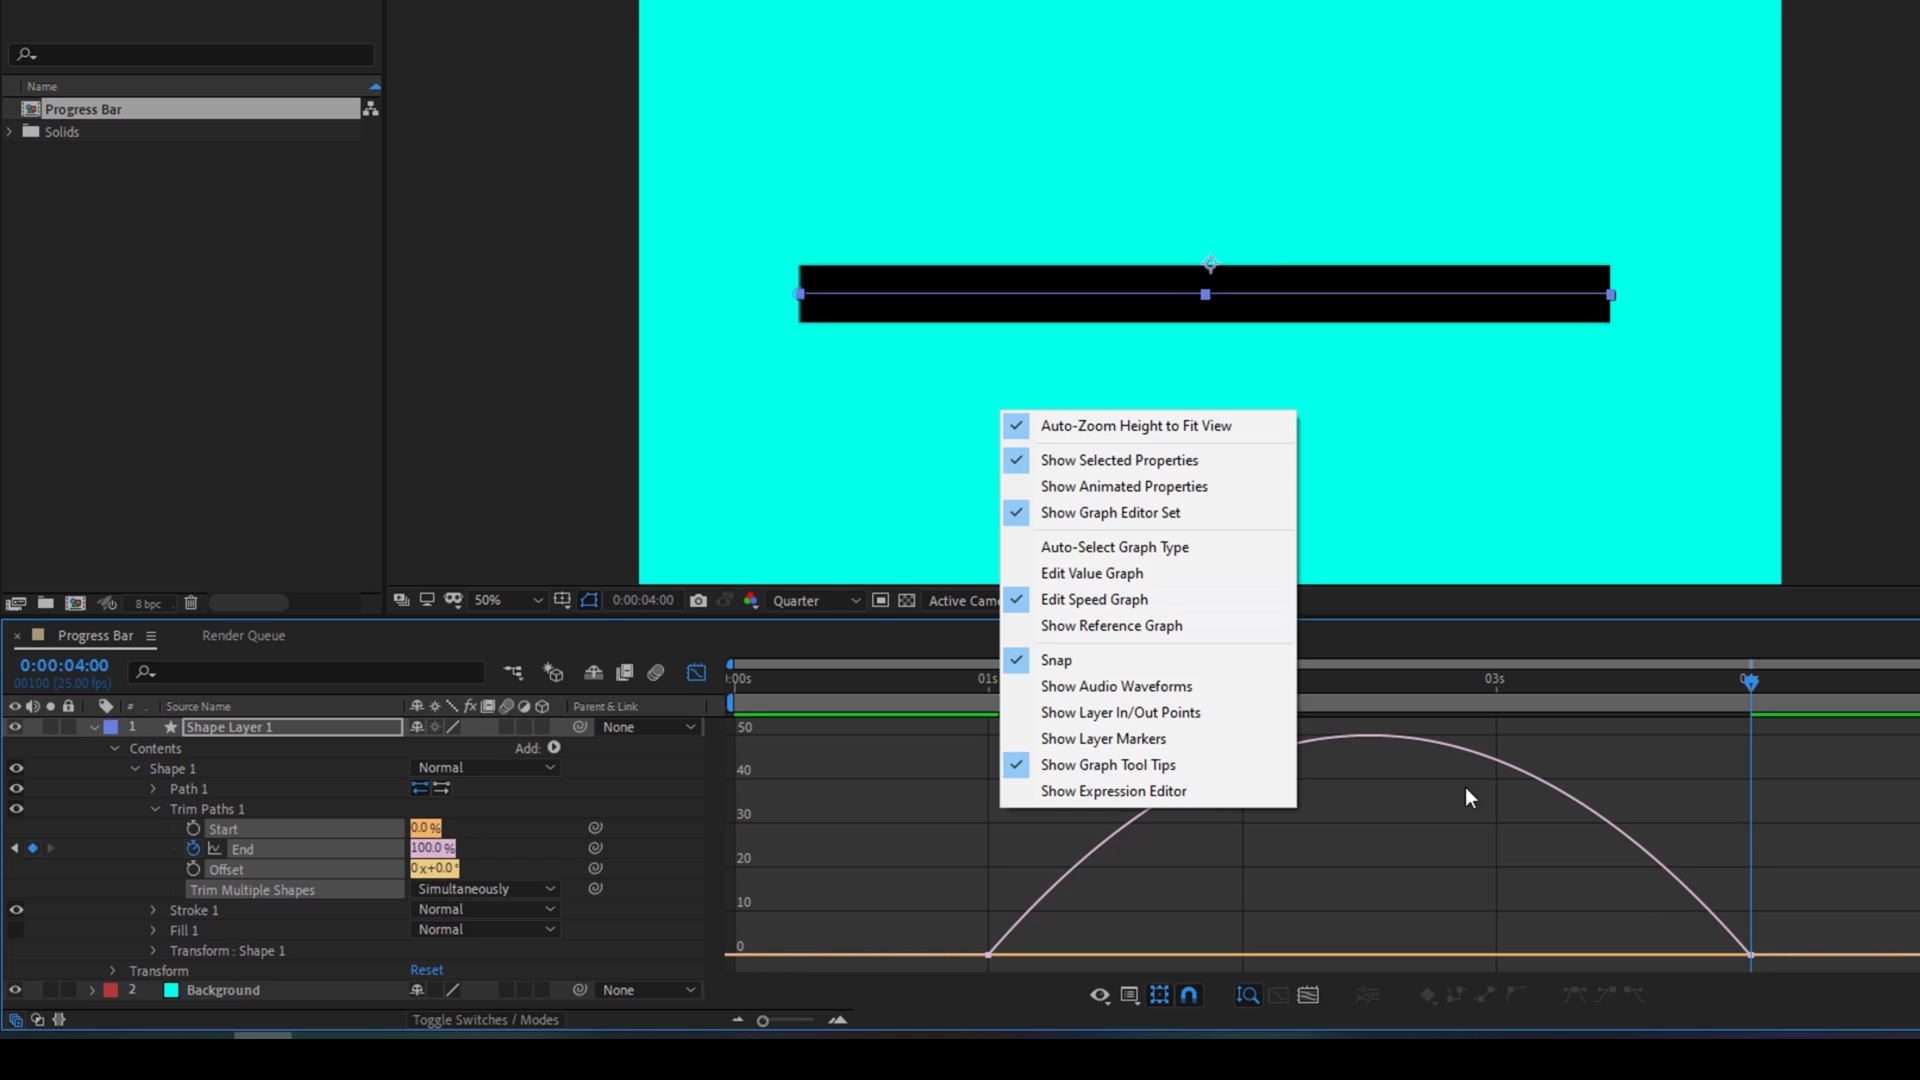 Name
Progress Bar
Solids
8 bpc
50%
0:00:04:00
Quarter
Active Came
Auto-Zoom Height to Fit View
Show Selected Properties
Show Animated Properties
Show Graph Editor Set
Auto-Select Graph Type
Edit Value Graph
Edit Speed Graph
Show Reference Graph
Snap
Show Audio Waveforms
Show Layer In/Out Points
Show Layer Markers
Show Graph Tool Tips
Show Expression Editor
Progress Bar
Render Queue
0:00:04:00
00100 (25.00 fps)
# . Source Name
fx
Parent & Link
1 Shape Layer 1
None
Contents
Add:
Shape 1
Normal
Path 1
Trim Paths 1
Start
0.0 %
End
100.0 %
Offset
0 x+0.0 °
Trim Multiple Shapes
Simultaneously
Stroke 1
Normal
Fill 1
Normal
Transform : Shape 1
Transform
Reset
2 Background
None
Toggle Switches / Modes
:00s
01s
03s
50
40
30
20
10
0